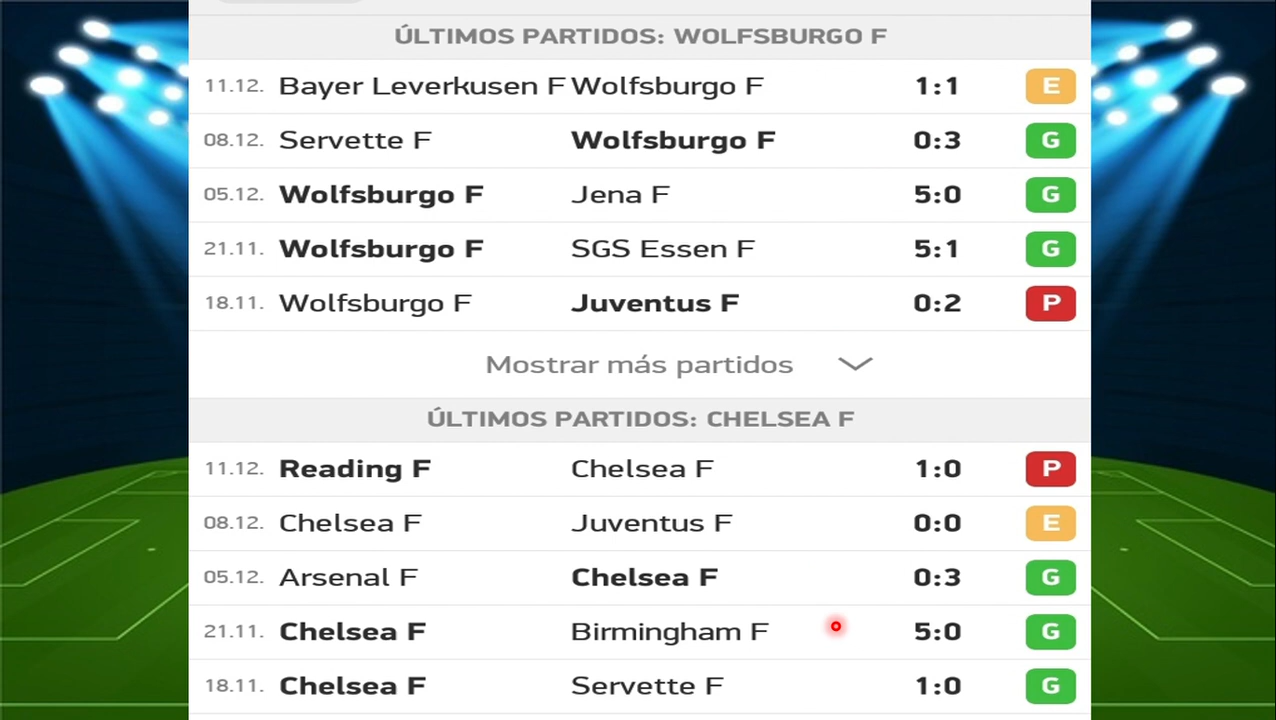 ÚLTIMOS PARTIDOS: WOLFSBURGO F
11.12. Bayer Leverkusen F Wolfsburgo F 1:1 E
08.12. Servette F Wolfsburgo F 0:3 G
05.12. Wolfsburgo F Jena F 5:0 G
21.11. Wolfsburgo F SGS Essen F 5:1 G
18.11. Wolfsburgo F Juventus F 0:2 P
Mostrar más partidos
ÚLTIMOS PARTIDOS: CHELSEA F
11.12. Reading F Chelsea F 1:0 P
08.12. Chelsea F Juventus F 0:0 E
05.12. Arsenal F Chelsea F 0:3 G
21.11. Chelsea F Birmingham F 5:0 G
18.11. Chelsea F Servette F 1:0 G